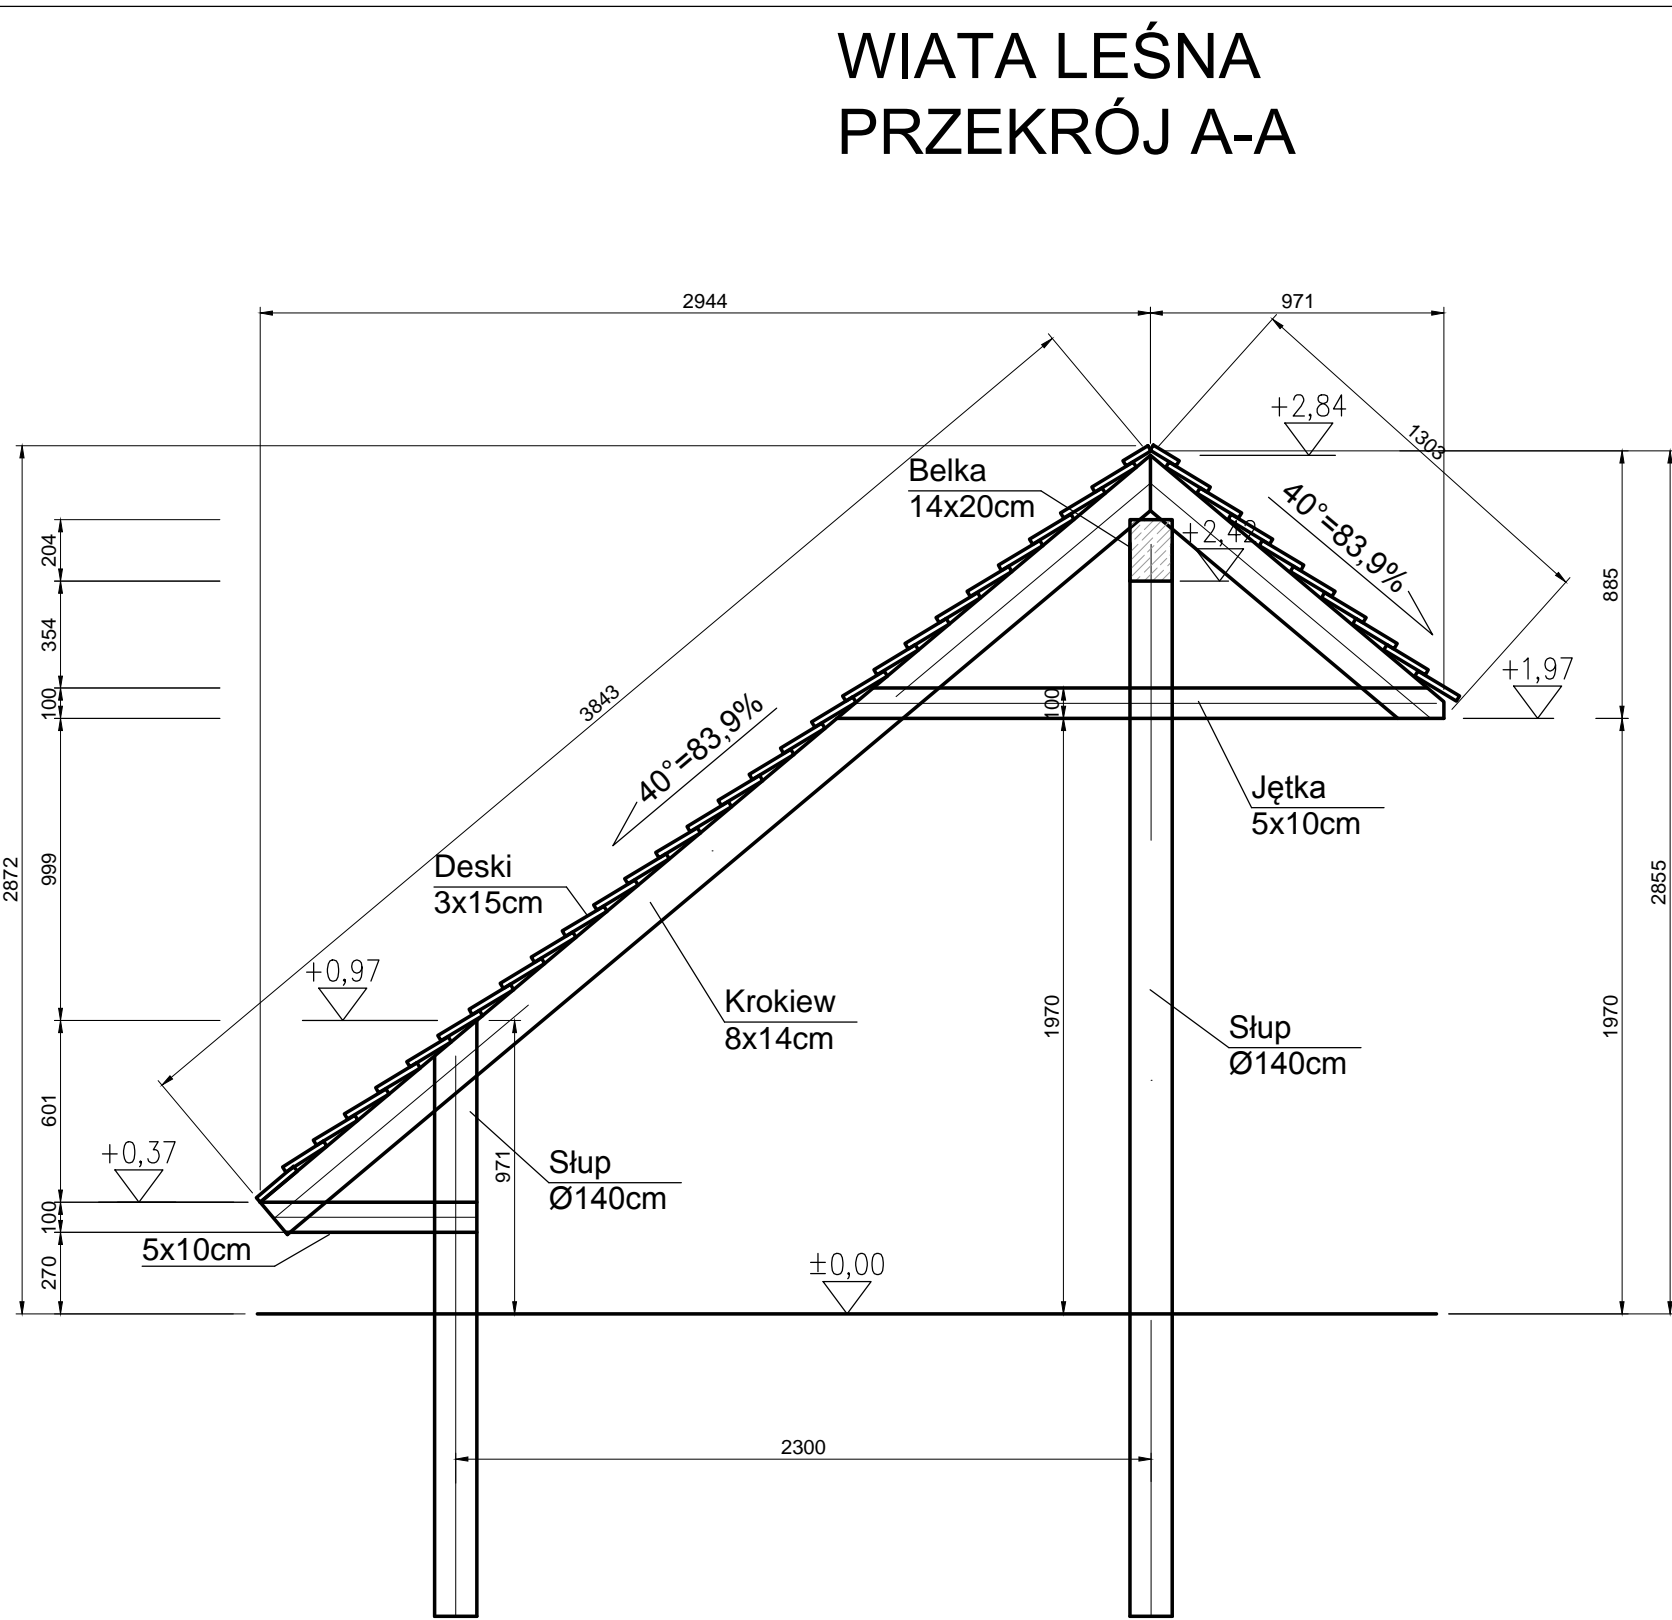 WIATA LEŚNA
PRZEKRÓJ A-A
2944
971
+2,84
1303
Belka
14x20cm
+2,42
40°=83,9%
204
354
100
999
601
100
270
2872
885
2855
1970
+1,97
3843
40°=83,9%
100
Jętka
5x10cm
Deski
3x15cm
+0,97
Krokiew
8x14cm
1970
Słup
Ø140cm
+0,37
971
Słup
Ø140cm
5x10cm
±0,00
2300